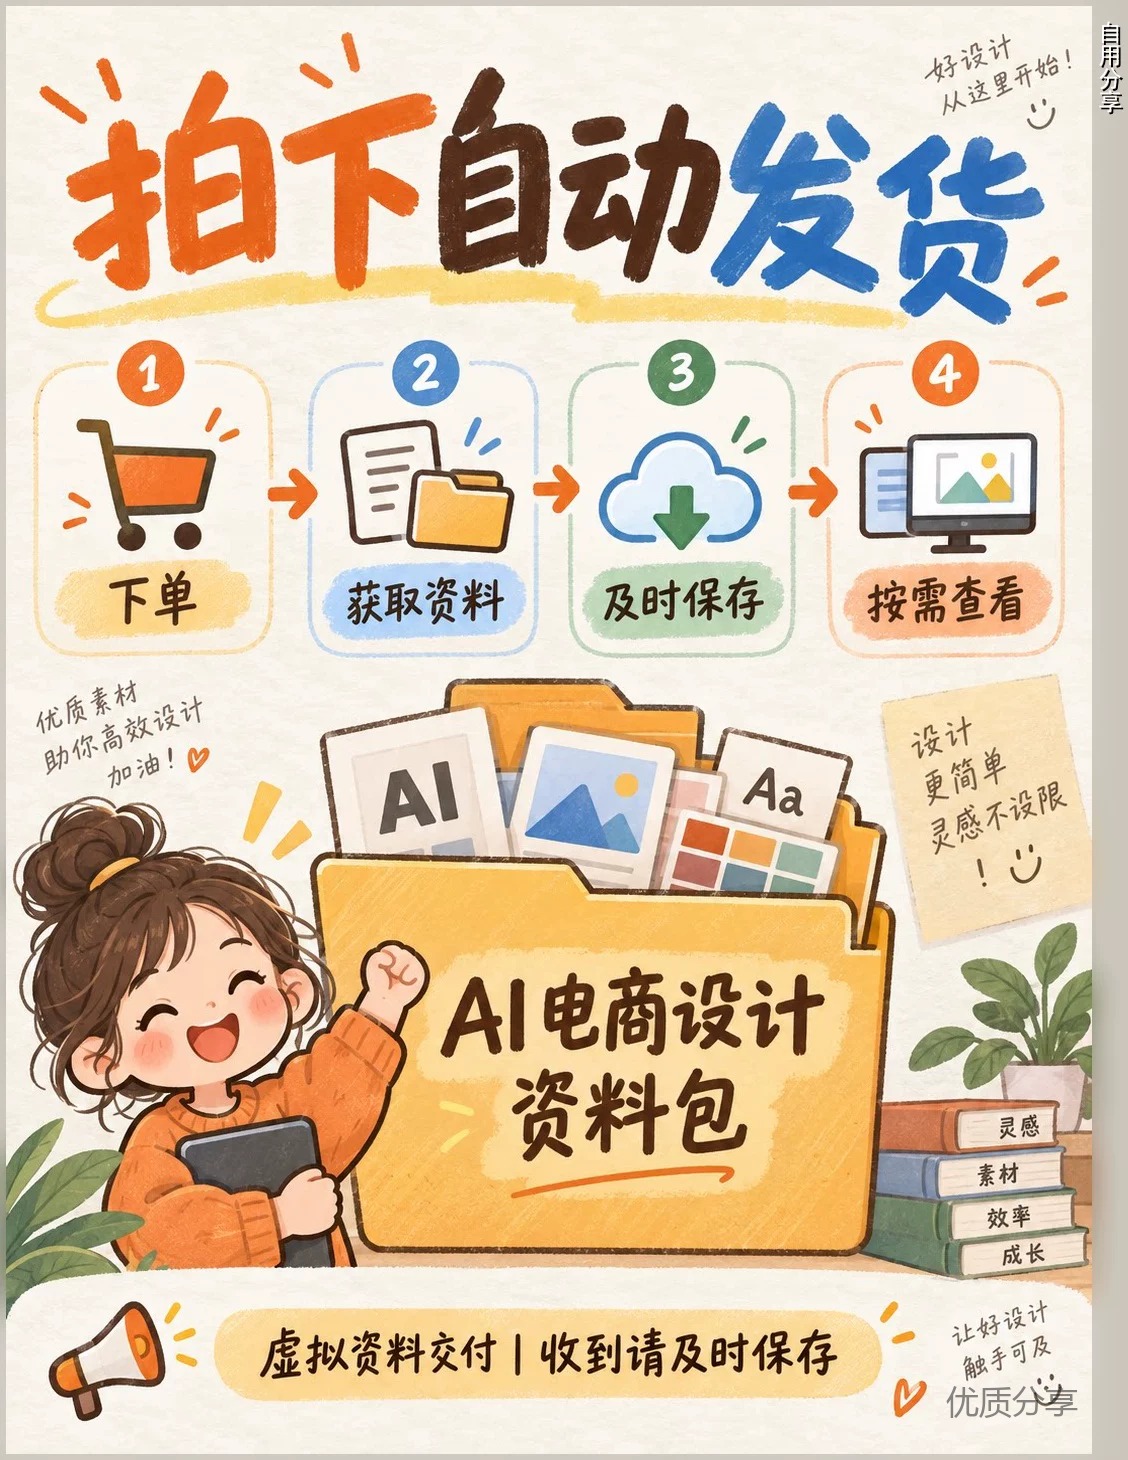 自用分享
好设计
从这里开始！
拍下自动发货
1
2
3
4
下单
获取资料
及时保存
按需查看
优质素材
助你高效设计
加油！
设计
更简单
灵感不设限
！
AI
Aa
AI电商设计
资料包
灵感
素材
效率
成长
虚拟资料交付丨收到请及时保存
让好设计
触手可及
优质分享